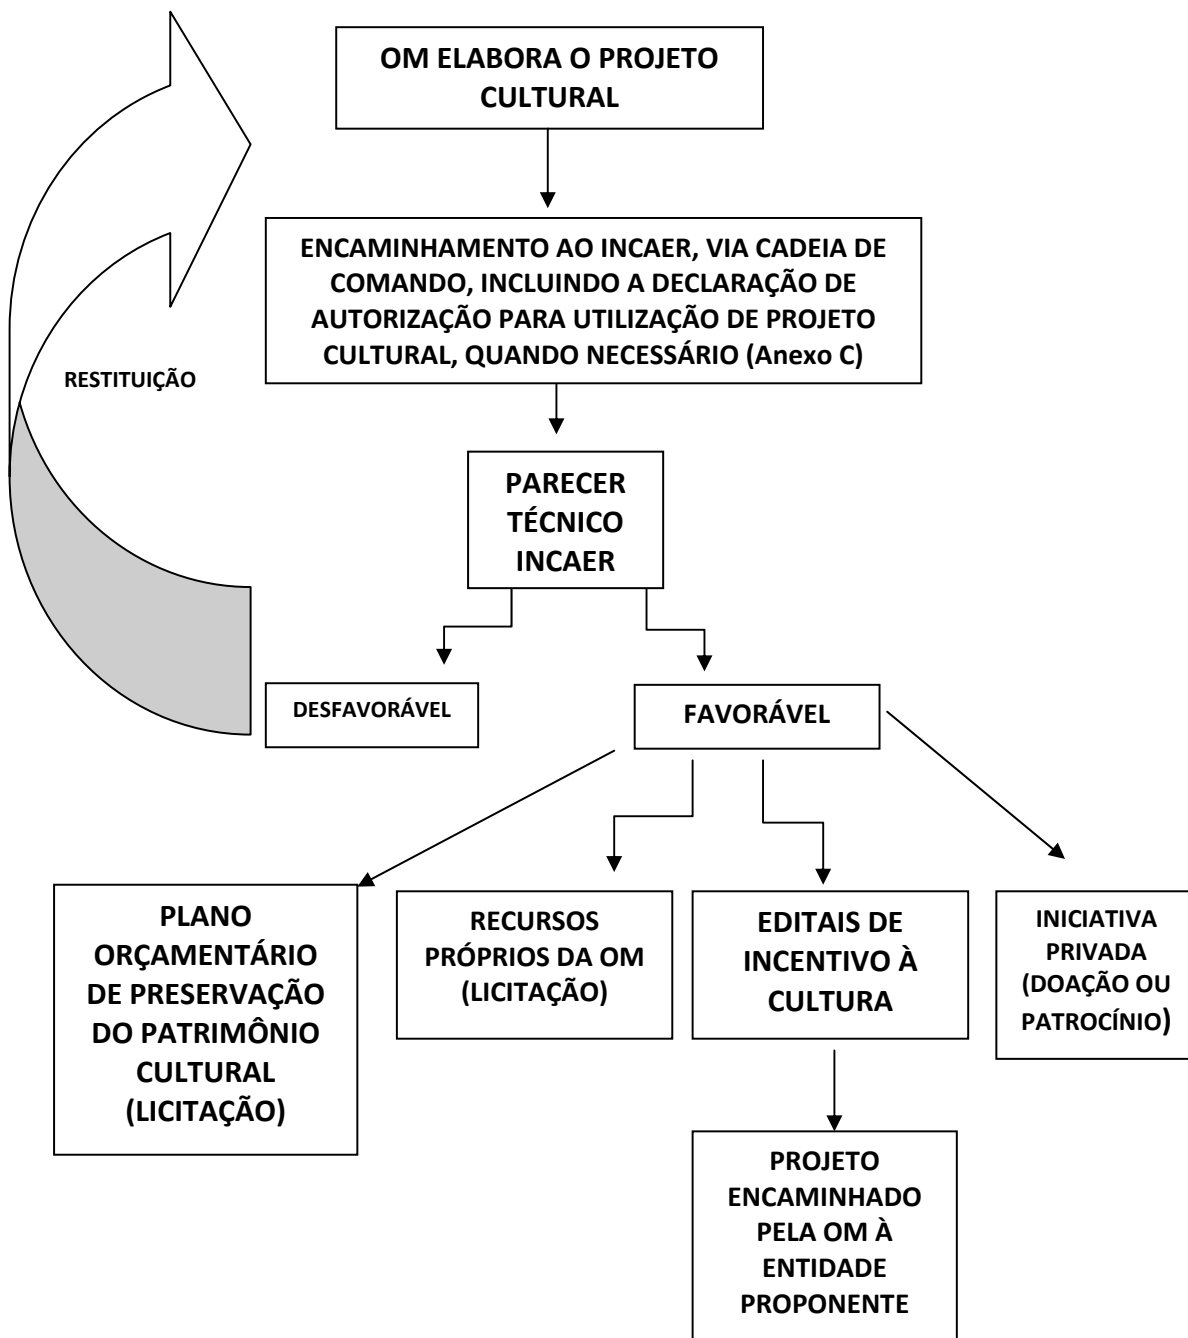 OM ELABORA O PROJETO
CULTURAL
ENCAMINHAMENTO AO INCAER, VIA CADEIA DE
COMANDO, INCLUINDO A DECLARAÇÃO DE
AUTORIZAÇÃO PARA UTILIZAÇÃO DE PROJETO
CULTURAL, QUANDO NECESSÁRIO (Anexo C)
RESTITUIÇÃO
PARECER
TÉCNICO
INCAER
DESFAVORÁVEL
FAVORÁVEL
PLANO
ORÇAMENTÁRIO
DE PRESERVAÇÃO
DO PATRIMÔNIO
CULTURAL
(LICITAÇÃO)
RECURSOS
PRÓPRIOS DA OM
(LICITAÇÃO)
EDITAIS DE
INCENTIVO À
CULTURA
INICIATIVA
PRIVADA
(DOAÇÃO OU
PATROCÍNIO)
PROJETO
ENCAMINHADO
PELA OM À
ENTIDADE
PROPONENTE